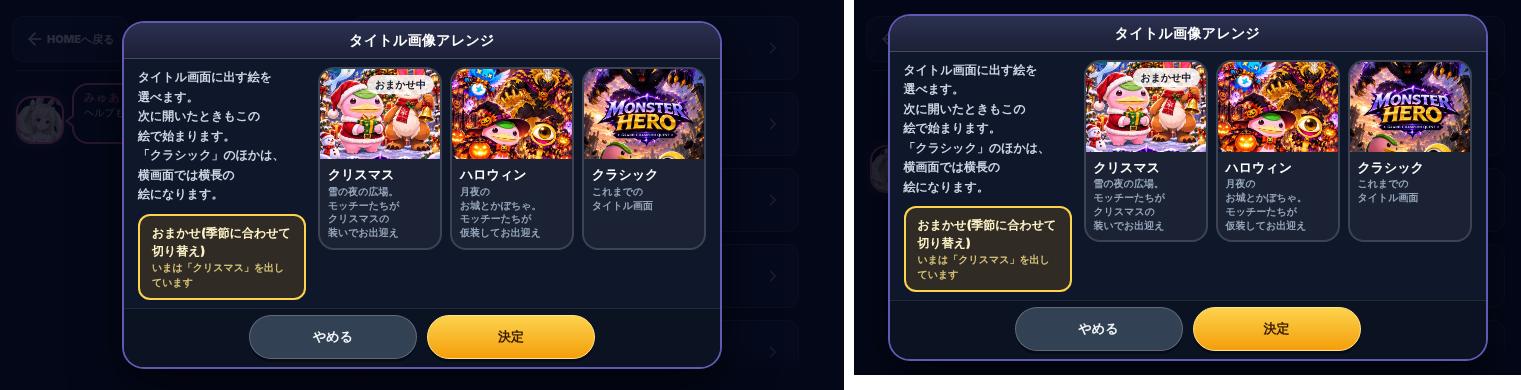 HOMEへ戻る
みゅあ
ヘルプも
タイトル画像アレンジ
タイトル画面に出す絵を
選べます。
次に開いたときもこの
絵で始まります。
「クラシック」のほかは、
横画面では横長の
絵になります。
おまかせ(季節に合わせて
切り替え)
いまは「クリスマス」を出し
ています
おまかせ中
クリスマス
雪の夜の広場。
モッチーたちが
クリスマスの
装いでお出迎え
ハロウィン
月夜の
お城とかぼちゃ。
モッチーたちが
仮装してお出迎え
MONSTER
HERO
クラシック
これまでの
タイトル画面
やめる
決定
タイトル画像アレンジ
タイトル画面に出す絵を
選べます。
次に開いたときもこの
絵で始まります。
「クラシック」のほかは、
横画面では横長の
絵になります。
おまかせ(季節に合わせて
切り替え)
いまは「クリスマス」を出し
ています
おまかせ中
クリスマス
雪の夜の広場。
モッチーたちが
クリスマスの
装いでお出迎え
ハロウィン
月夜の
お城とかぼちゃ。
モッチーたちが
仮装してお出迎え
MONSTER
HERO
クラシック
これまでの
タイトル画面
やめる
決定